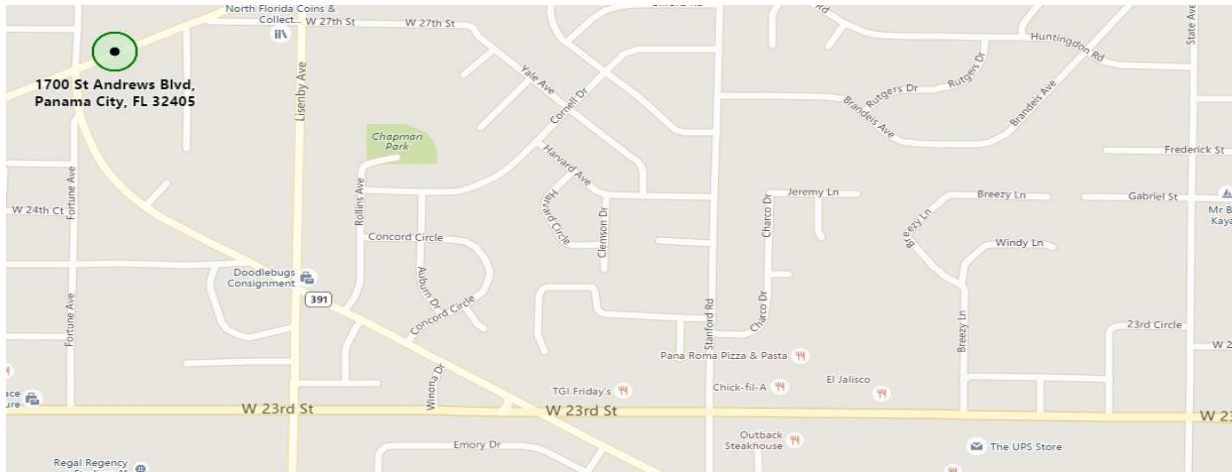 North Florida Coins &
Collect...
W 27th St
W 27th St
Rd
Huntingdon Rd
State Ave
1700 St Andrews Blvd,
Panama City, FL 32405
Lisenby Ave
Yale Ave
Cornell Dr
Rutgers Dr
Rutgers Dr
Brandeis Ave
Brandeis Ave
Chapman
Park
Harvard Ave
Frederick St
Fortune Ave
W 24th Ct
Rollins Ave
Harvard Circle
Clemson Dr
Charco Dr
Jeremy Ln
Breezy Ln
Gabriel St
Mr B
Kaya
Concord Circle
Breezy Ln
Windy Ln
Doodlebugs
Consignment
391
Auburn Dr
Concord Circle
Fortune Ave
Stanford Rd
Charco Dr
Breezy Ln
23rd Circle
W 2
Pana Roma Pizza & Pasta
Winona Dr
TGI Friday's
Chick-fil-A
El Jalisco
ace
ure
W 23rd St
W 23rd St
W 23
Emory Dr
Outback
Steakhouse
The UPS Store
Regal Regency